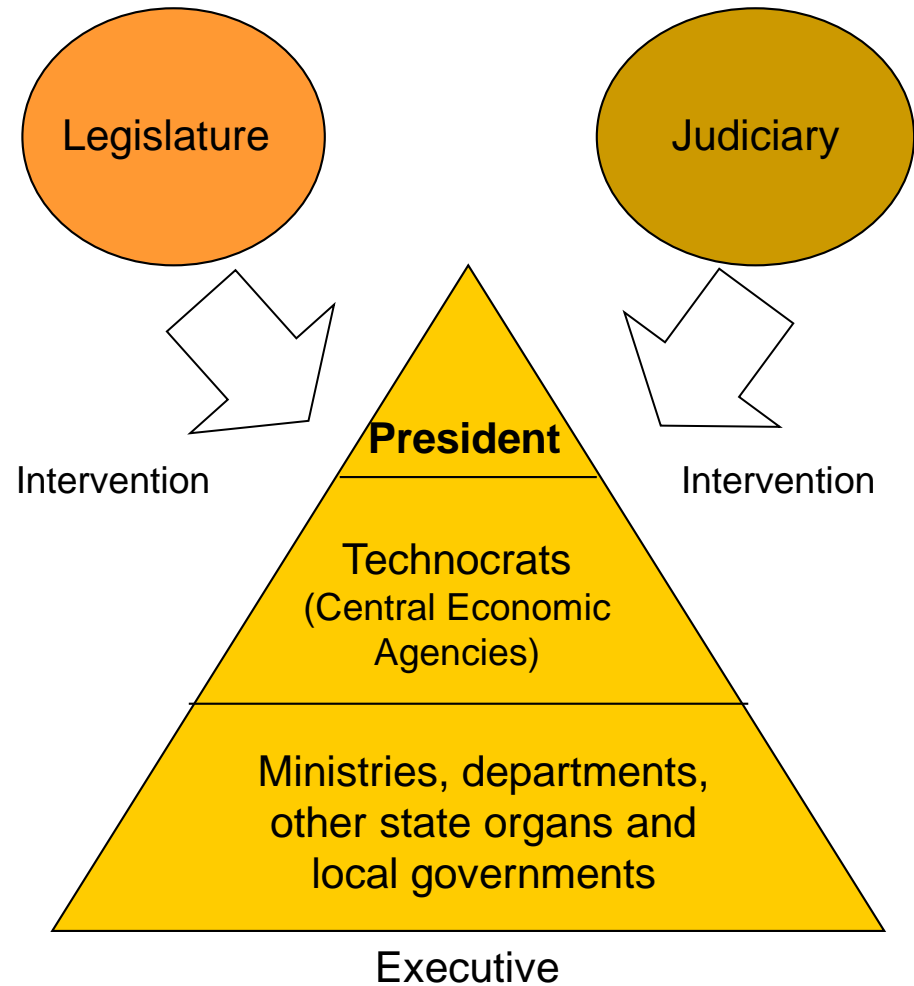 Legislature
Judiciary
President
Intervention
Intervention
Technocrats
(Central Economic
Agencies)
Ministries, departments,
other state organs and
local governments
Executive